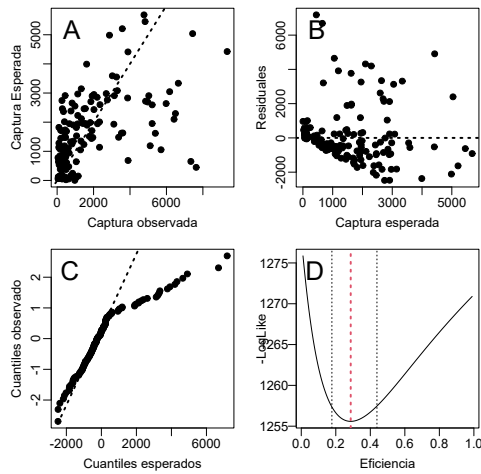 A
Captura Esperada
0 1000 3000 5000
0 2000 6000
Captura observada
B
Residuales
-2000 0 2000 4000 6000
0 1000 3000 5000
Captura esperada
C
Cuantiles observado
-2 -1 0 1 2
-2000 0 2000 6000
Cuantiles esperados
D
-LogLike
1255 1260 1265 1270 1275
0.0 0.2 0.4 0.6 0.8 1.0
Eficiencia